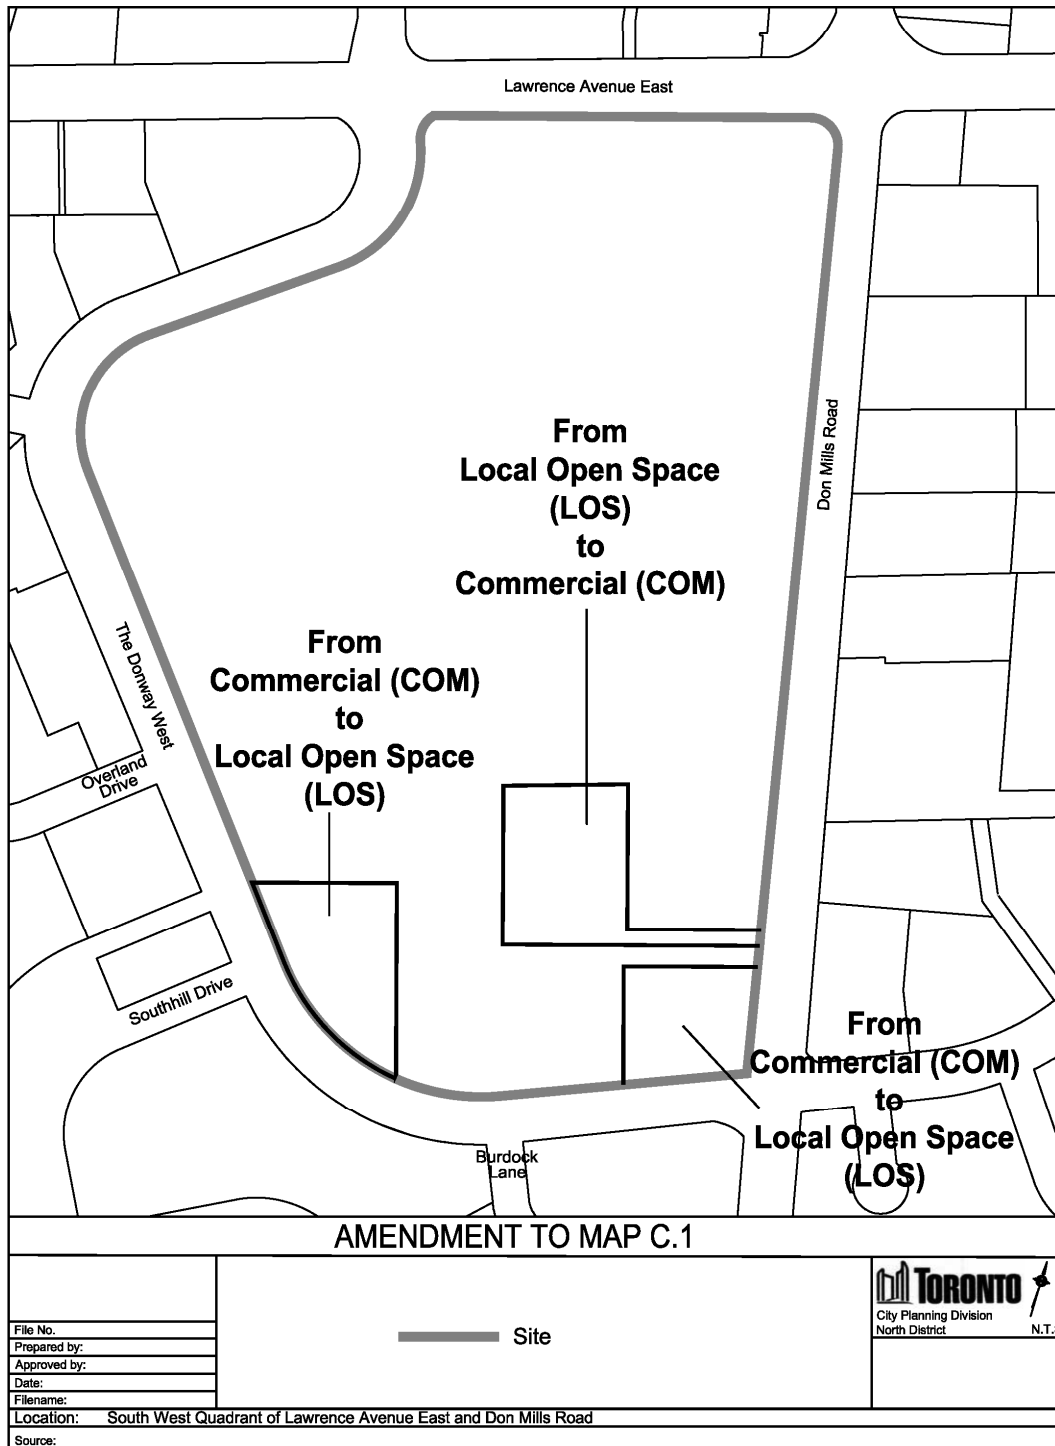 Lawrence Avenue East
Don Mills Road
From
Local Open Space
(LOS)
to
Commercial (COM)
The Donway West
From
Commercial (COM)
to
Local Open Space
(LOS)
Overland
Drive
Southhill Drive
From
Commercial (COM)
to
Local Open Space
(LOS)
Burdock
Lane
AMENDMENT TO MAP C.1
File No.
Prepared by:
Approved by:
Date:
Filename:
Site
TORONTO
City Planning Division
North District
N.T.
Location: South West Quadrant of Lawrence Avenue East and Don Mills Road
Source: